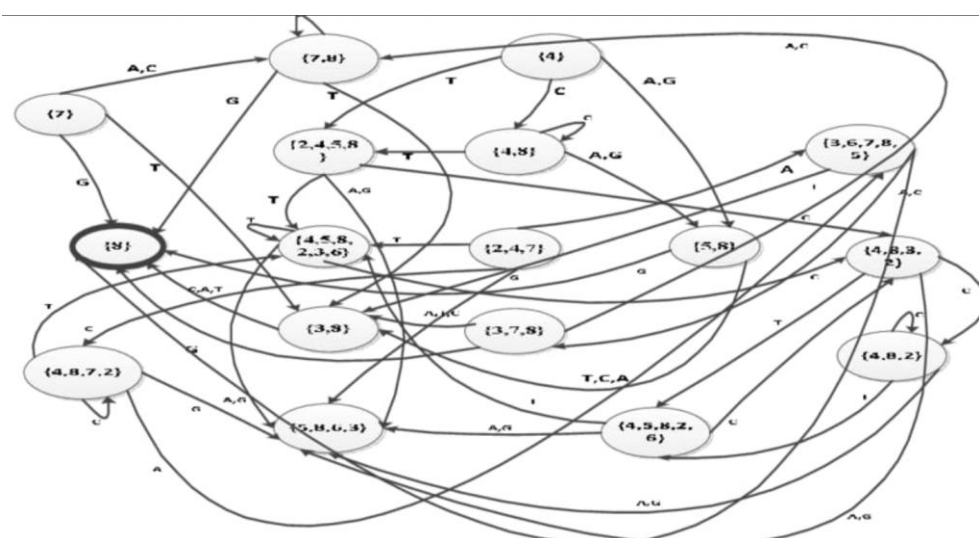 A,C
{7,8}
{4}
A,C
T
T
A,G
G
C
C
{7}
{2,4,5,8
}
T
{4,8}
A,G
{3,6,7,8,
5}
A
G
T
T
A,G
A,C
T
{8}
{4,5,8,
2,3,6}
T
{2,4,7}
{5,8}
{4,8,3,
2}
G
G
C
C,A,T
T
C
{3,8}
{3,7,8}
T
C
{4,8,2}
G
{4,8,7,2}
T,C,A
G
A,G
C
{5,8,6,3}
A,G
{4,5,8,2,
6}
A
A,G
A,G